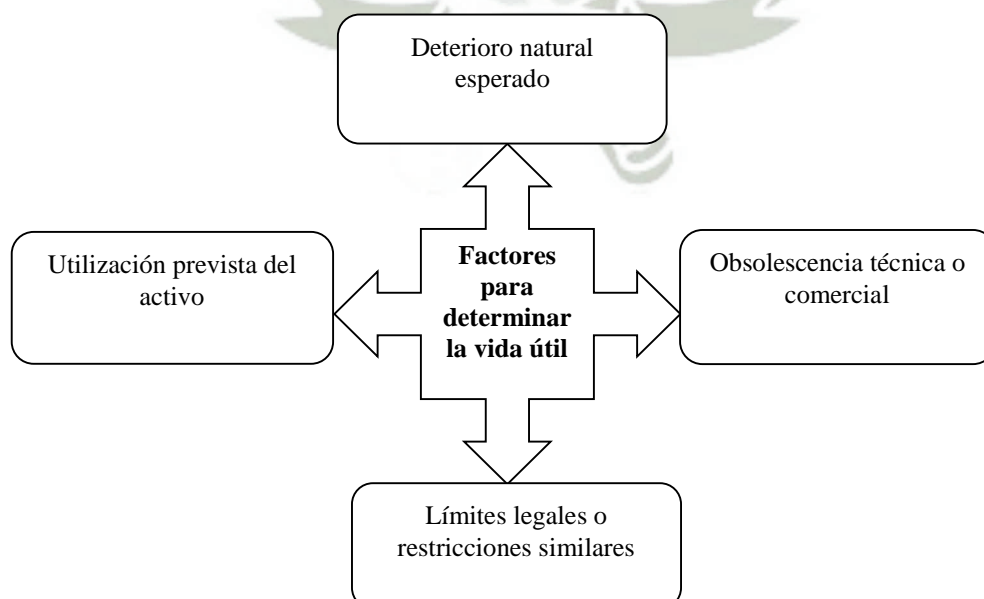 Deterioro natural
esperado
Utilización prevista del
activo
Factores
para
determinar
la vida útil
Obsolescencia técnica o
comercial
Límites legales o
restricciones similares